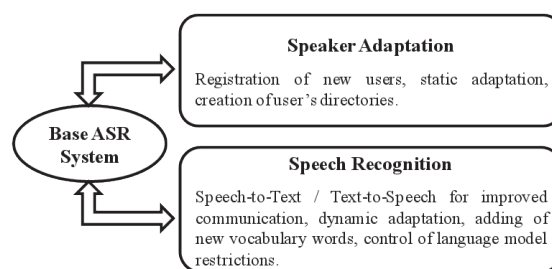 Speaker Adaptation
Registration of new users, static adaptation,
creation of user's directories.
Base ASR
System
Speech Recognition
Speech-to-Text / Text-to-Speech for improved
communication, dynamic adaptation, adding of
new vocabulary words, control of language model
restrictions.